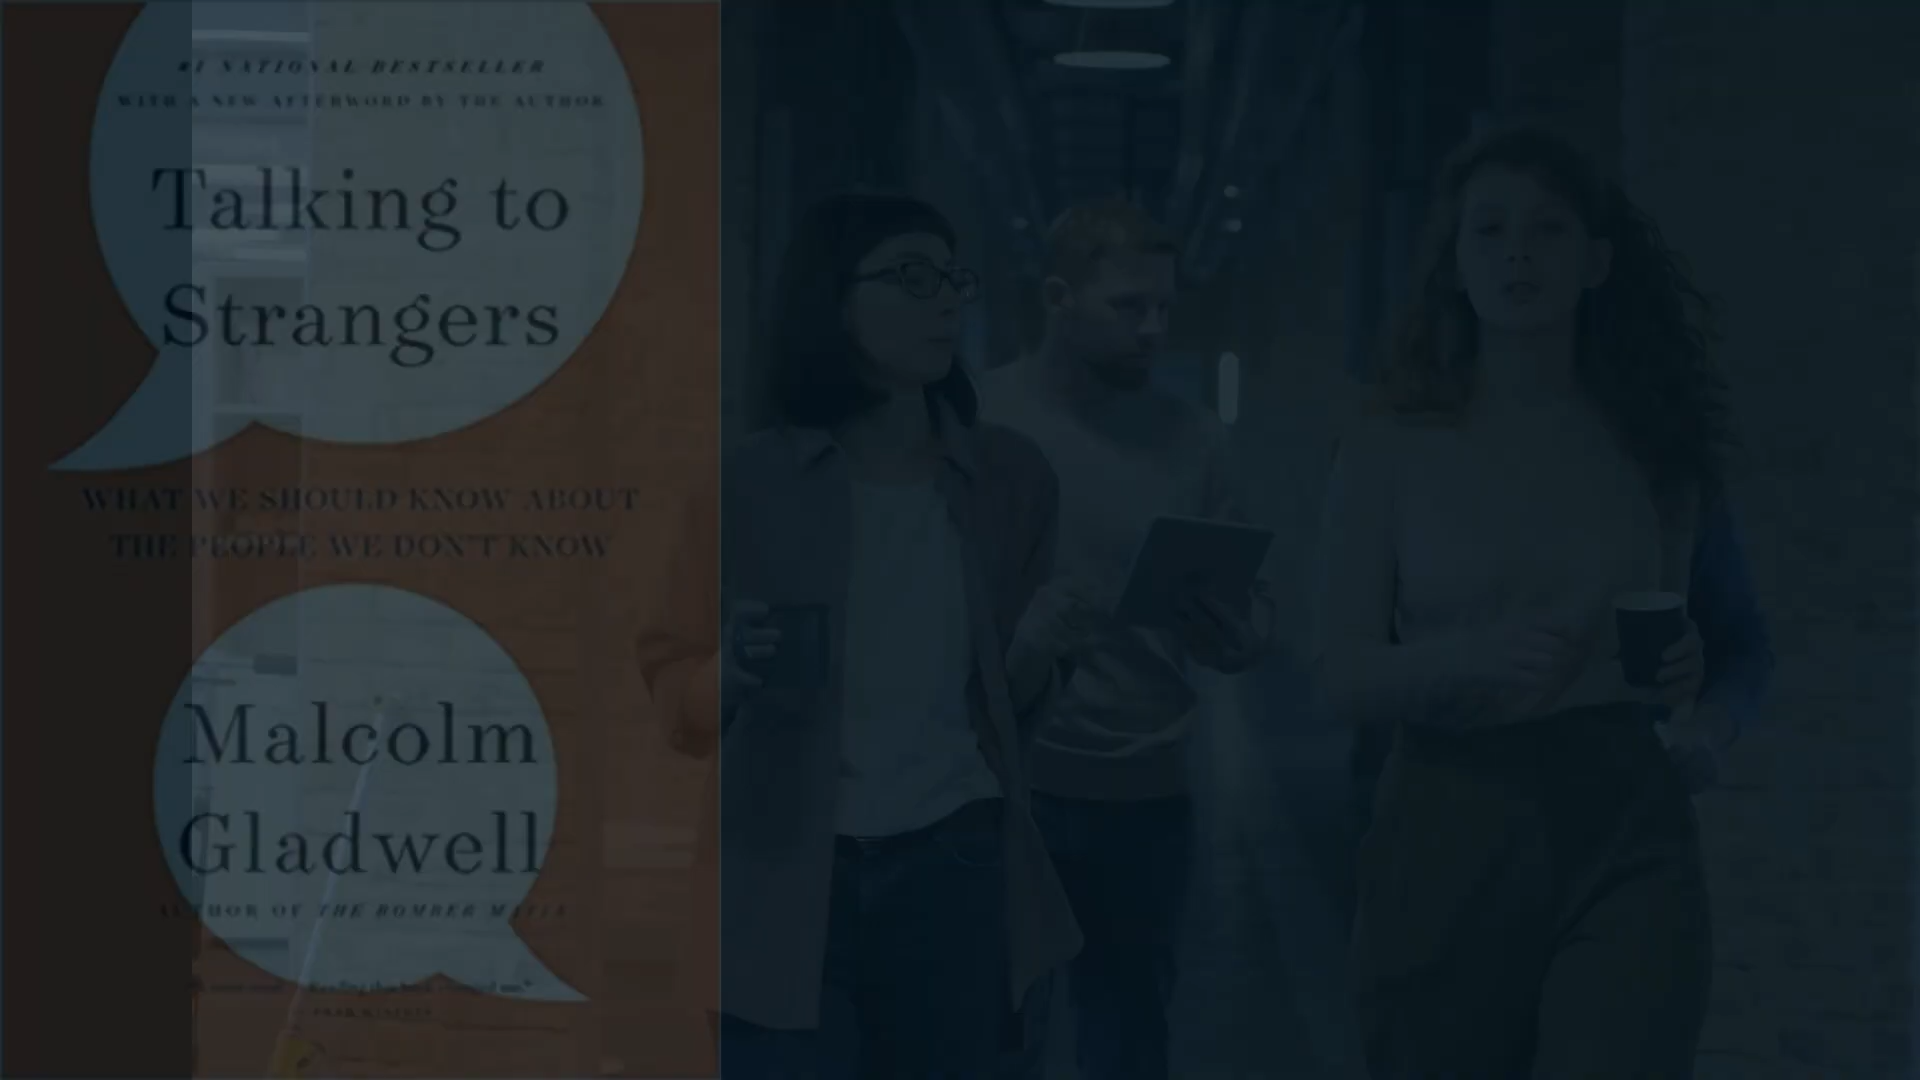 #1 NATIONAL BESTSELLER
WITH A NEW AFTERWORD BY THE AUTHOR
Talking to
Strangers
WHAT WE SHOULD KNOW ABOUT
THE PEOPLE WE DON'T KNOW
Malcolm
Gladwell
AUTHOR OF THE BOMBER MAFIA